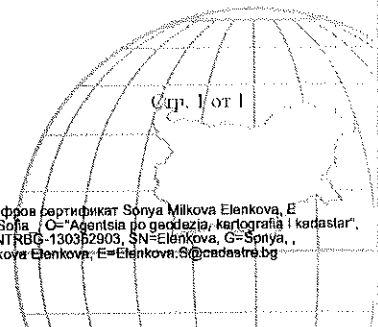 Стр. 1 от 1
фров сертификат Sonya Milkova Elenkova, E
Sofia, O="Agentsia po geodezia, kartografia i kadastar",
NTRBG-130362903, SN=Elenkova, G=Sonya, ,
kova Elenkova, E=Elenkova.S@cadastre.bg